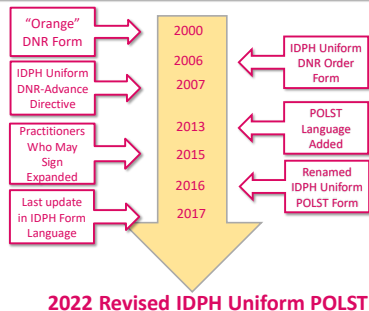 “Orange”
DNR Form
2000
2006
IDPH Uniform
DNR Order
Form
IDPH Uniform
DNR-Advance
Directive
2007
2013
POLST
Language
Added
Practitioners
Who May
Sign
Expanded
2015
2016
Renamed
IDPH Uniform
POLST Form
Last update
in IDPH Form
Language
2017
2022 Revised IDPH Uniform POLST